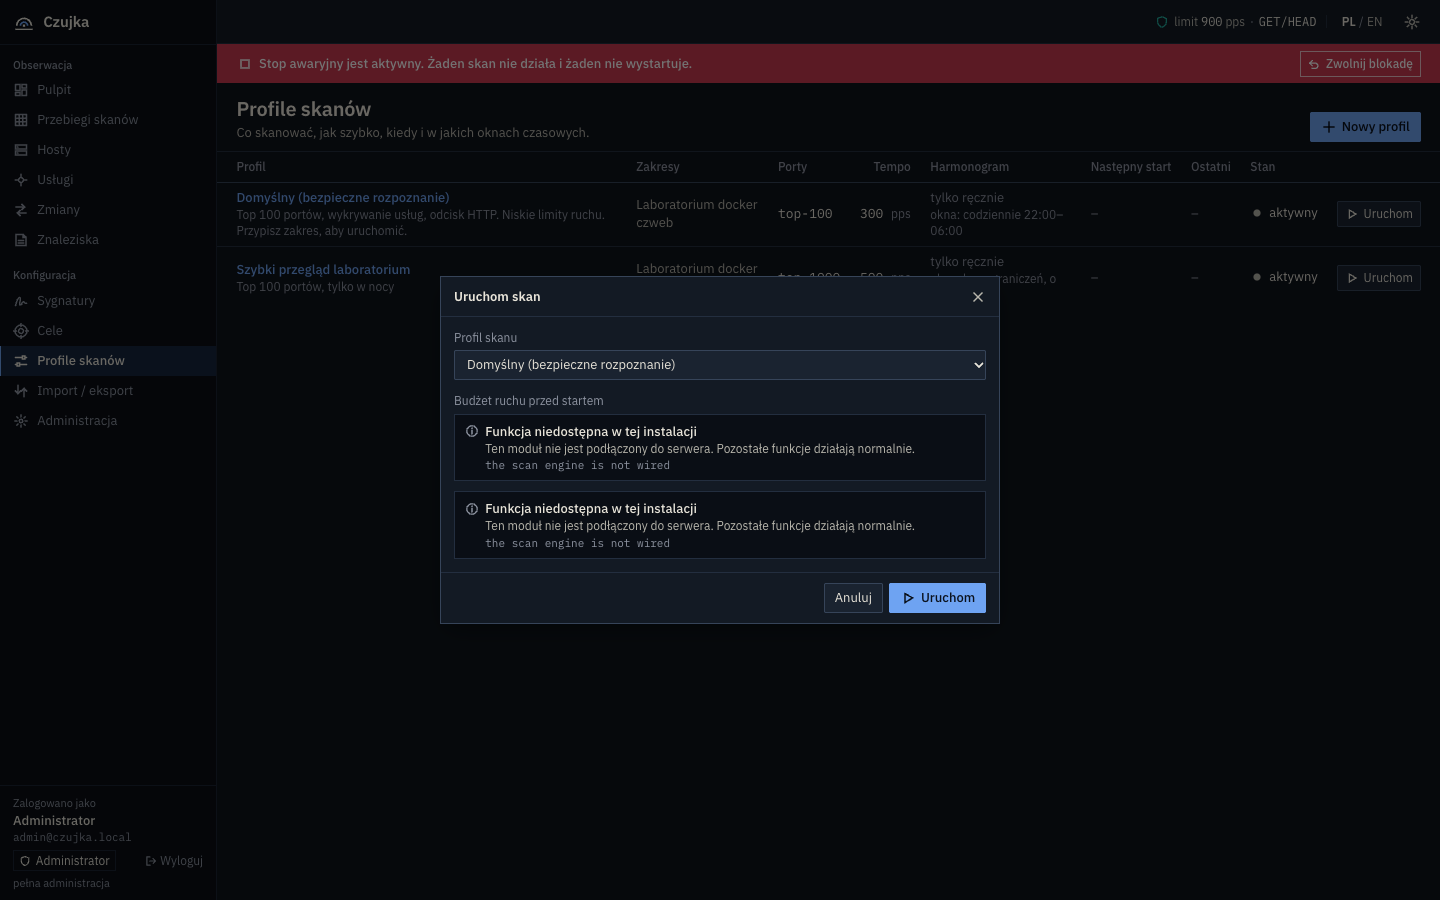 Czujka
limit 900 pps · GET/HEAD PL / EN
Obserwacja
Pulpit
Przebiegi skanów
Hosty
Usługi
Zmiany
Znaleziska
Konfiguracja
Sygnatury
Cele
Profile skanów
Import / eksport
Administracja
Zalogowano jako
Administrator
admin@czujka.local
Administrator Wyloguj
pełna administracja
Stop awaryjny jest aktywny. Żaden skan nie działa i żaden nie wystartuje. Zwolnij blokadę
Profile skanów
Co skanować, jak szybko, kiedy i w jakich oknach czasowych.
Nowy profil
Profil Zakresy Porty Tempo Harmonogram Następny start Ostatni Stan
Domyślny (bezpieczne rozpoznanie)
Top 100 portów, wykrywanie usług, odcisk HTTP. Niskie limity ruchu.
Przypisz zakres, aby uruchomić.
Laboratorium docker
czweb
top-100
300 pps
tylko ręcznie
okna: codziennie 22:00–
06:00
–
–
aktywny
Uruchom
Szybki przegląd laboratorium
Top 100 portów, tylko w nocy
Laboratorium docker
tylko ręcznie
–
–
aktywny
Uruchom
Uruchom skan
Profil skanu
Domyślny (bezpieczne rozpoznanie)
Budżet ruchu przed startem
Funkcja niedostępna w tej instalacji
Ten moduł nie jest podłączony do serwera. Pozostałe funkcje działają normalnie.
the scan engine is not wired
Funkcja niedostępna w tej instalacji
Ten moduł nie jest podłączony do serwera. Pozostałe funkcje działają normalnie.
the scan engine is not wired
Anuluj Uruchom